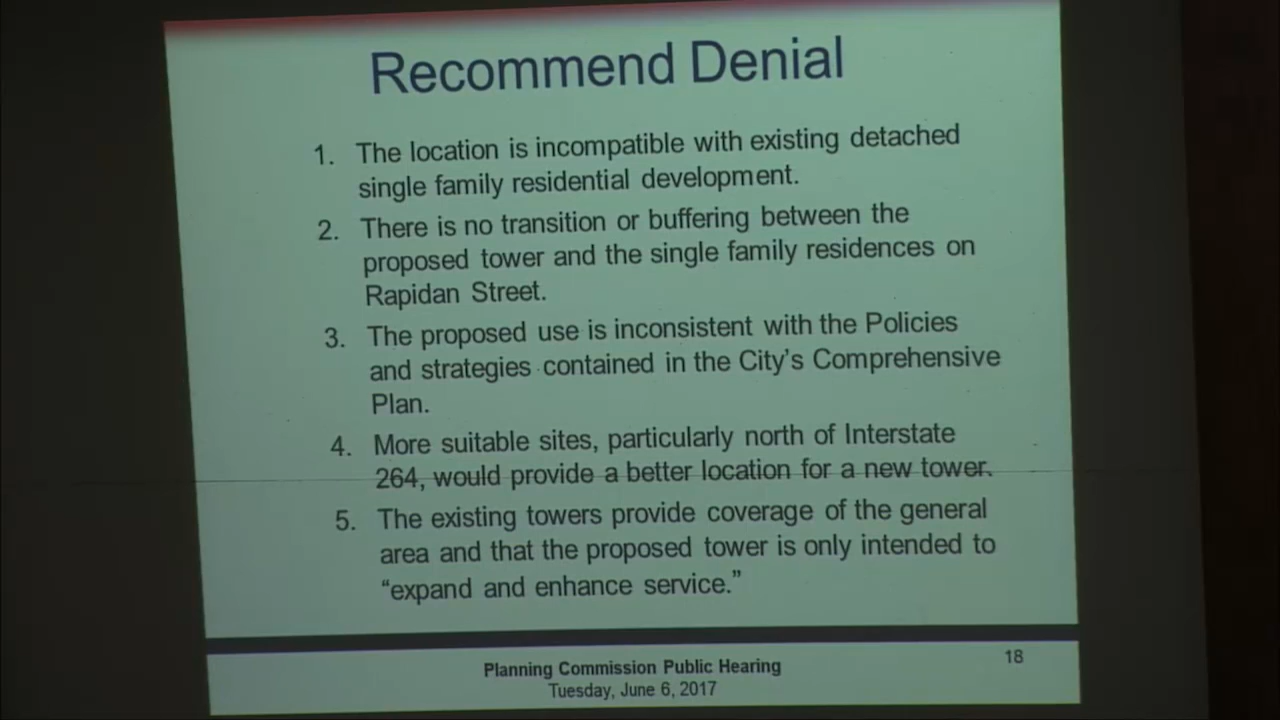 Recommend Denial
1. The location is incompatible with existing detached
single family residential development.
2. There is no transition or buffering between the
proposed tower and the single family residences on
Rapidan Street.
3. The proposed use is inconsistent with the Policies
and strategies contained in the City’s Comprehensive
Plan.
4. More suitable sites, particularly north of Interstate
264, would provide a better location for a new tower.
5. The existing towers provide coverage of the general
area and that the proposed tower is only intended to
“expand and enhance service.”
Planning Commission Public Hearing
Tuesday, June 6, 2017
18